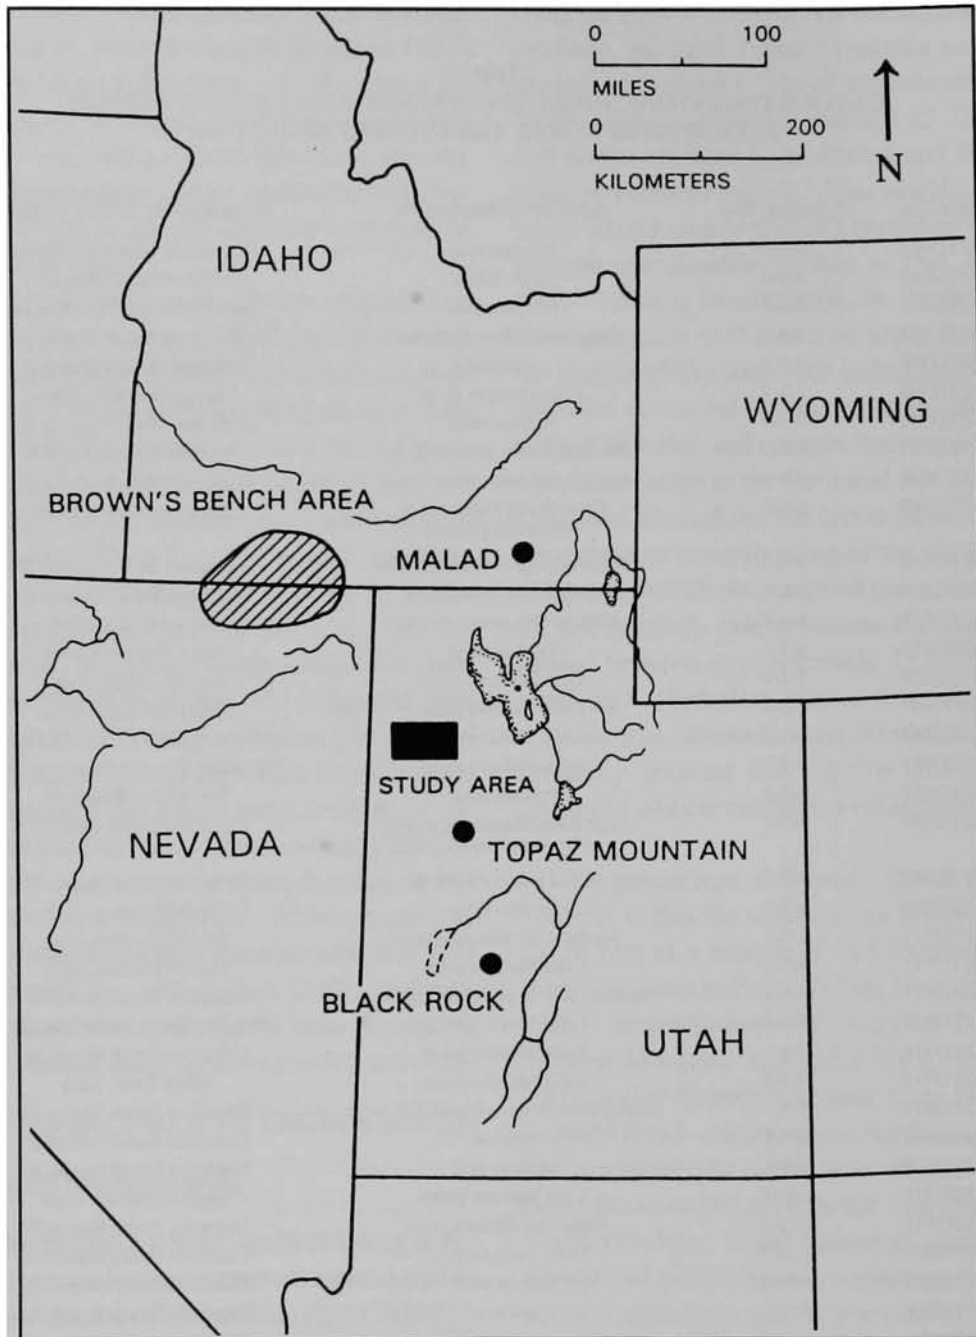 0 100
MILES
0 200
KILOMETERS
N
IDAHO
WYOMING
BROWN'S BENCH AREA
MALAD
STUDY AREA
NEVADA
TOPAZ MOUNTAIN
BLACK ROCK
UTAH